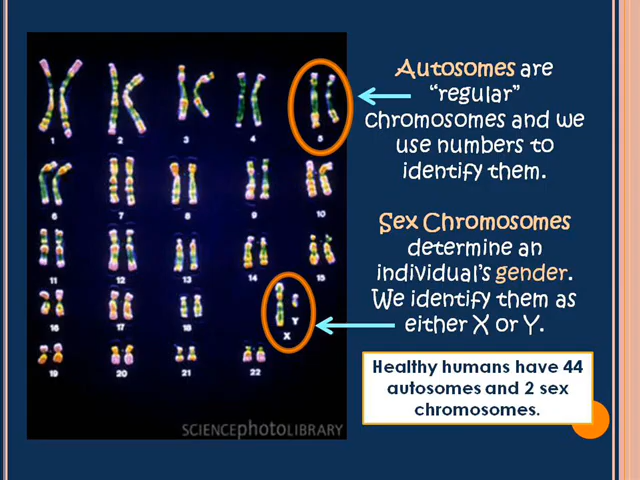 Autosomes are
“regular”
chromosomes and we
use numbers to
identify them.
Sex Chromosomes
determine an
individual’s gender.
We identify them as
either X or Y.
Healthy humans have 44
autosomes and 2 sex
chromosomes.
1 2 3 4 5
6 7 8 9 10
11 12 13 14 15
16 17 18 X Y
19 20 21 22
SCIENCEphotoLIBRARY